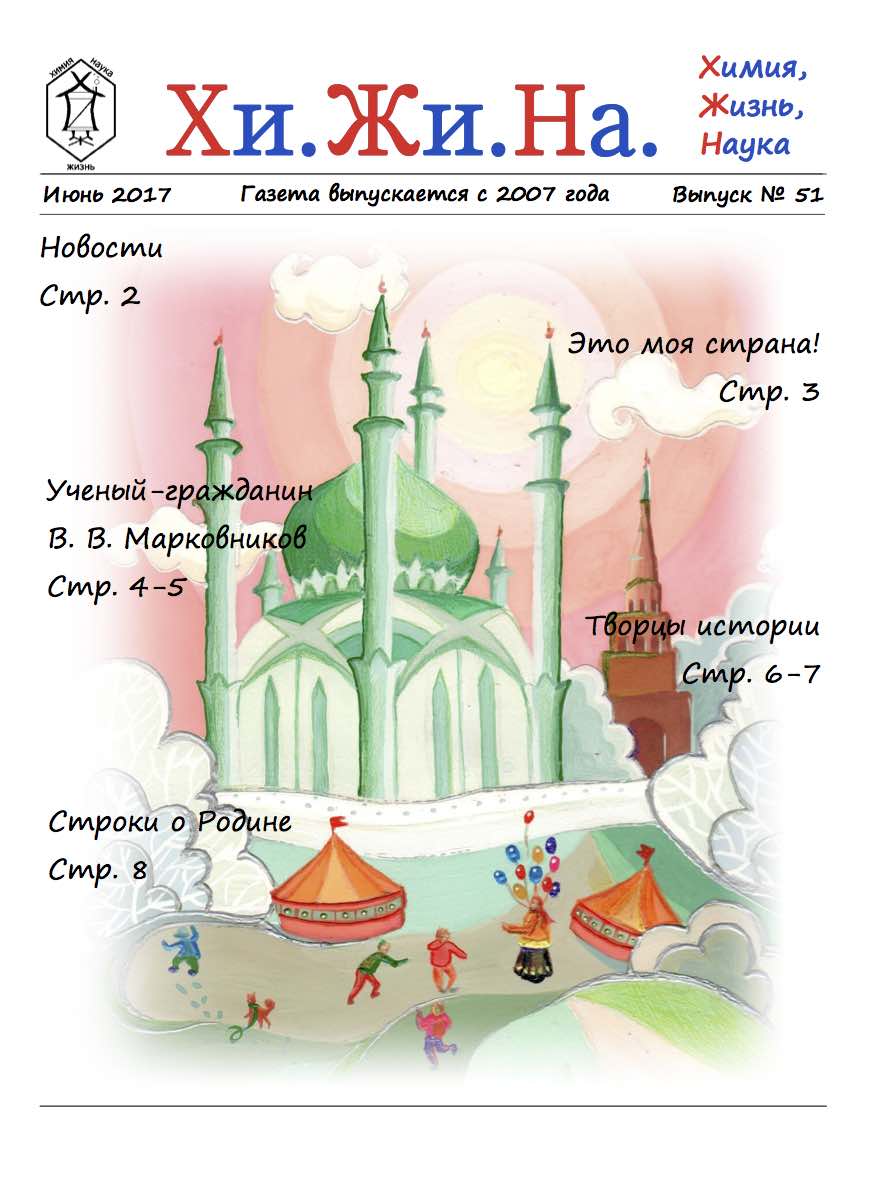 химия наука
жизнь
Хи.Жи.На.
Химия,
Жизнь,
Наука
Июнь 2017 Газета выпускается с 2007 года Выпуск № 51
Новости
Стр. 2
Это моя страна!
Стр. 3
Ученый-гражданин
В. В. Марковников
Стр. 4-5
Творцы истории
Стр. 6-7
Строки о Родине
Стр. 8